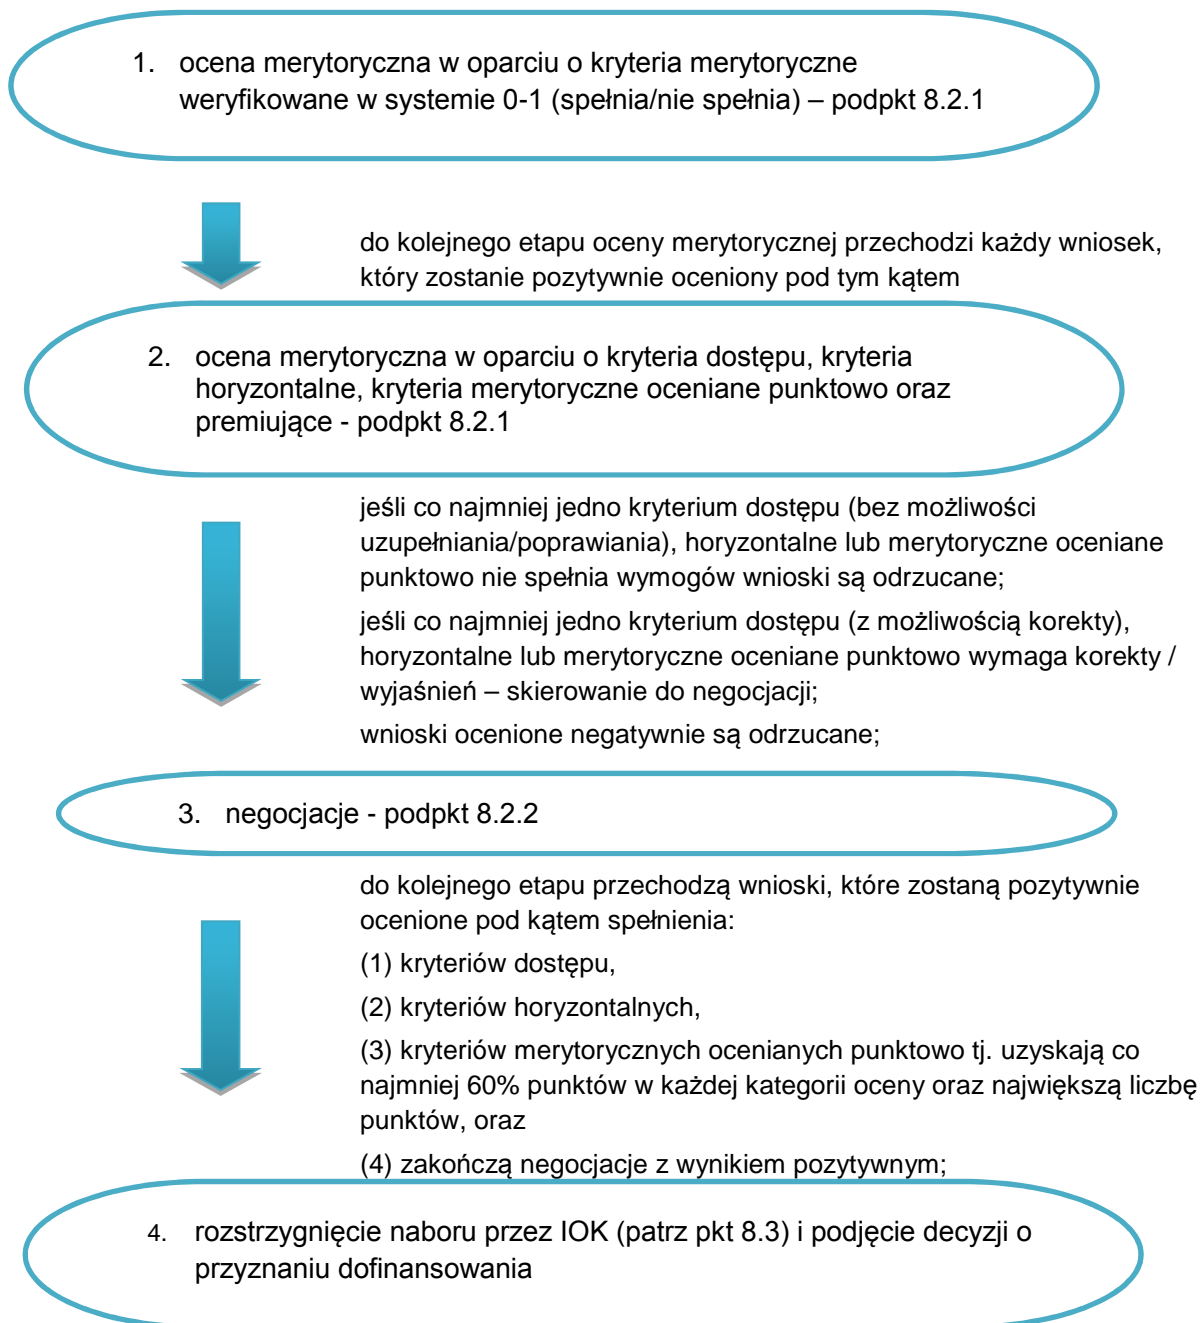 1. ocena merytoryczna w oparciu o kryteria merytoryczne
weryfikowane w systemie 0-1 (spełnia/nie spełnia) – podpkt 8.2.1
do kolejnego etapu oceny merytorycznej przechodzi każdy wniosek,
który zostanie pozytywnie oceniony pod tym kątem
2. ocena merytoryczna w oparciu o kryteria dostępu, kryteria
horyzontalne, kryteria merytoryczne oceniane punktowo oraz
premiujące - podpkt 8.2.1
jeśli co najmniej jedno kryterium dostępu (bez możliwości
uzupełniania/poprawiania), horyzontalne lub merytoryczne oceniane
punktowo nie spełnia wymogów wnioski są odrzucane;
jeśli co najmniej jedno kryterium dostępu (z możliwością korekty),
horyzontalne lub merytoryczne oceniane punktowo wymaga korekty /
wyjaśnień – skierowanie do negocjacji;
wnioski ocenione negatywnie są odrzucane;
3. negocjacje - podpkt 8.2.2
do kolejnego etapu przechodzą wnioski, które zostaną pozytywnie
ocenione pod kątem spełnienia:
(1) kryteriów dostępu,
(2) kryteriów horyzontalnych,
(3) kryteriów merytorycznych ocenianych punktowo tj. uzyskają co
najmniej 60% punktów w każdej kategorii oceny oraz największą liczbę
punktów, oraz
(4) zakończą negocjacje z wynikiem pozytywnym;
4. rozstrzygnięcie naboru przez IOK (patrz pkt 8.3) i podjęcie decyzji o
przyznaniu dofinansowania